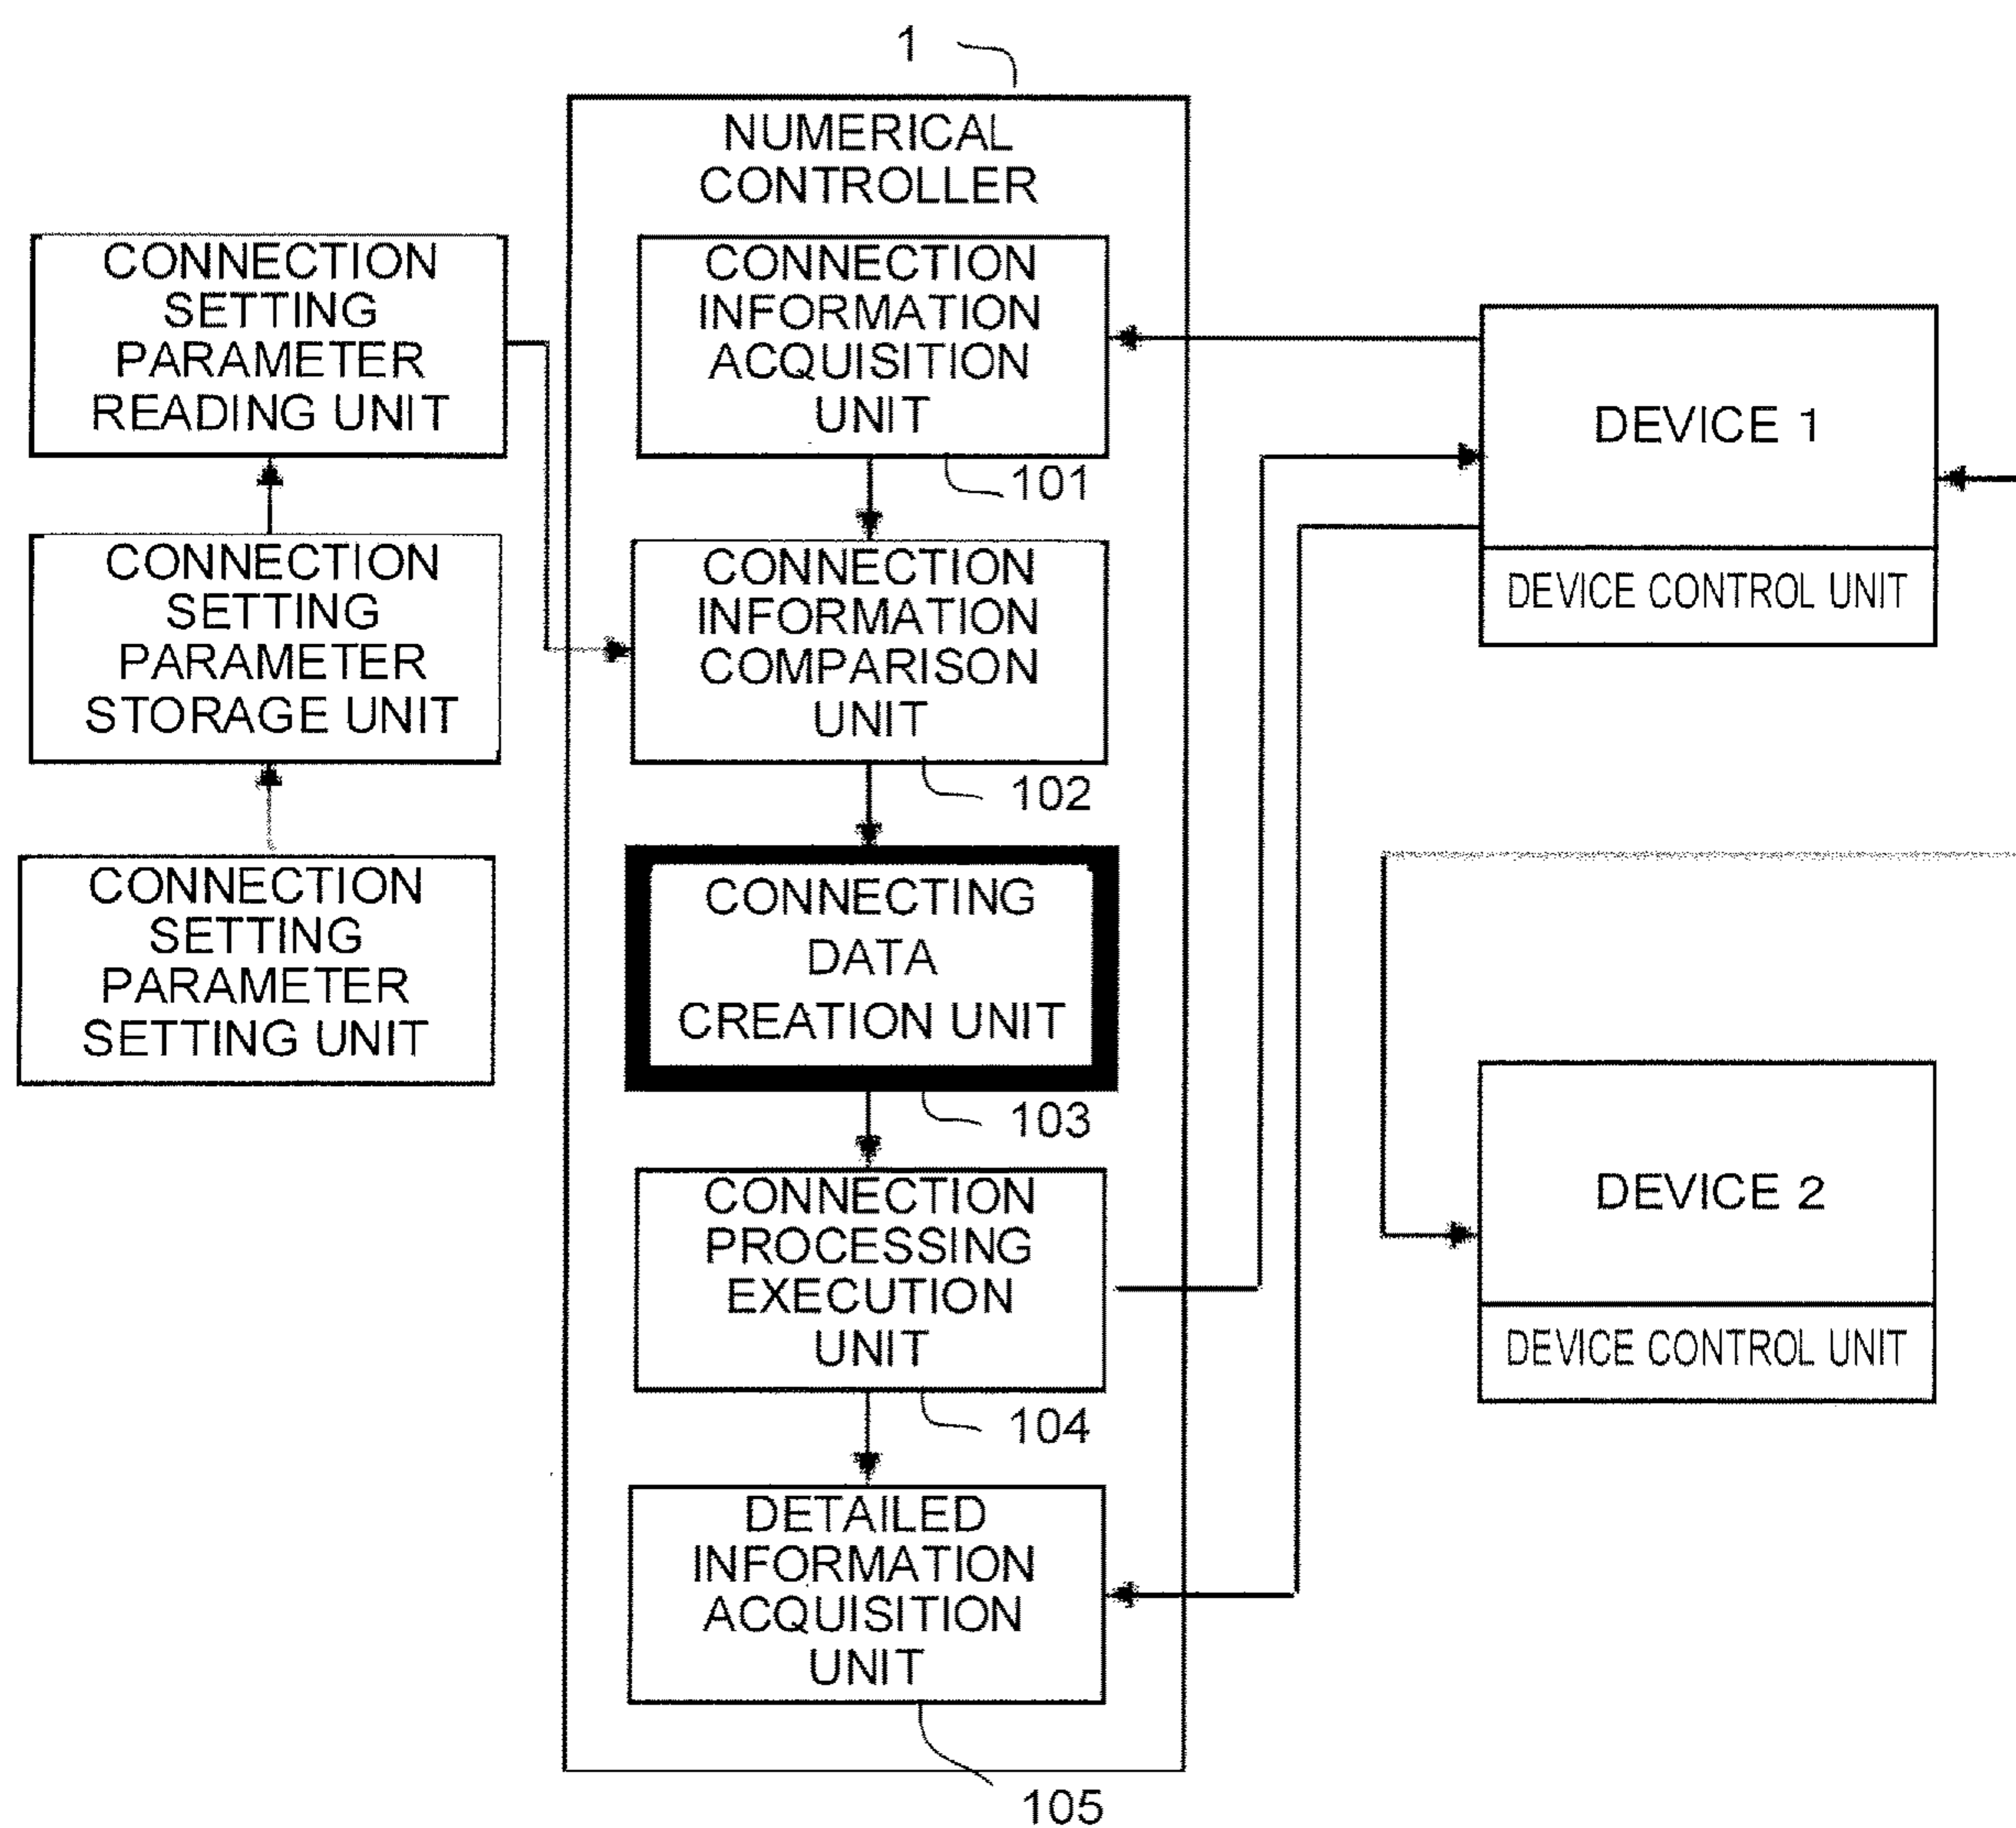 1
NUMERICAL
CONTROLLER
CONNECTION
SETTING
PARAMETER
READING UNIT
CONNECTION
SETTING
PARAMETER
STORAGE UNIT
CONNECTION
SETTING
PARAMETER
SETTING UNIT
CONNECTION
INFORMATION
ACQUISITION
UNIT
101
CONNECTION
INFORMATION
COMPARISON
UNIT
102
CONNECTING
DATA
CREATION UNIT
103
CONNECTION
PROCESSING
EXECUTION
UNIT
104
DETAILED
INFORMATION
ACQUISITION
UNIT
105
DEVICE 1
DEVICE CONTROL UNIT
DEVICE 2
DEVICE CONTROL UNIT